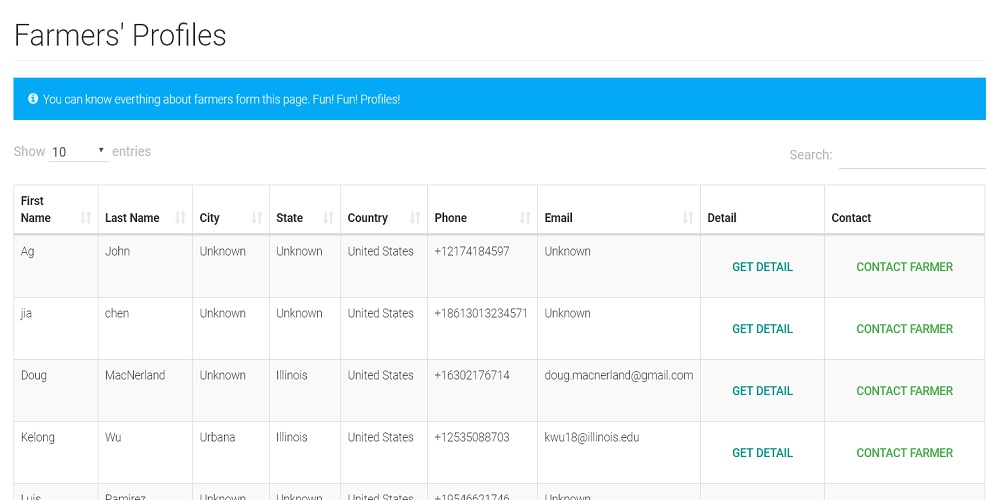 Farmers' Profiles
You can know everthing about farmers form this page. Fun! Fun! Profiles!
Show 10 entries
Search:
First Name Last Name City State Country Phone Email Detail Contact
Ag John Unknown Unknown United States +12174184597 Unknown GET DETAIL CONTACT FARMER
jia chen Unknown Unknown United States +18613013234571 Unknown GET DETAIL CONTACT FARMER
Doug MacNerland Unknown Illinois United States +16302176714 doug.macnerland@gmail.com GET DETAIL CONTACT FARMER
Kelong Wu Urbana Illinois United States +12535088703 kwu18@illinois.edu GET DETAIL CONTACT FARMER
Luis Ramirez Unknown Unknown United States +19546621746 Unknown